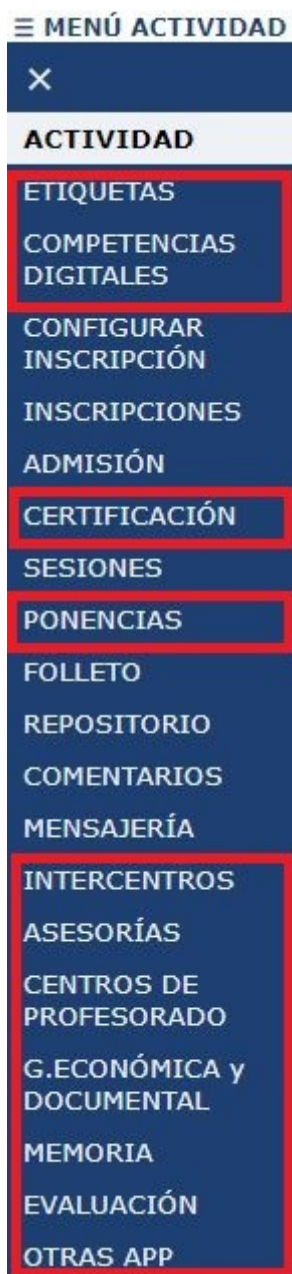 ≡ MENÚ ACTIVIDAD
×
ACTIVIDAD
ETIQUETAS
COMPETENCIAS
DIGITALES
CONFIGURAR
INSCRIPCIÓN
INSCRIPCIONES
ADMISIÓN
CERTIFICACIÓN
SESIONES
PONENCIAS
FOLLETO
REPOSITORIO
COMENTARIOS
MENSAJERÍA
INTERCENTROS
ASESORÍAS
CENTROS DE
PROFESORADO
G.ECONÓMICA y
DOCUMENTAL
MEMORIA
EVALUACIÓN
OTRAS APP